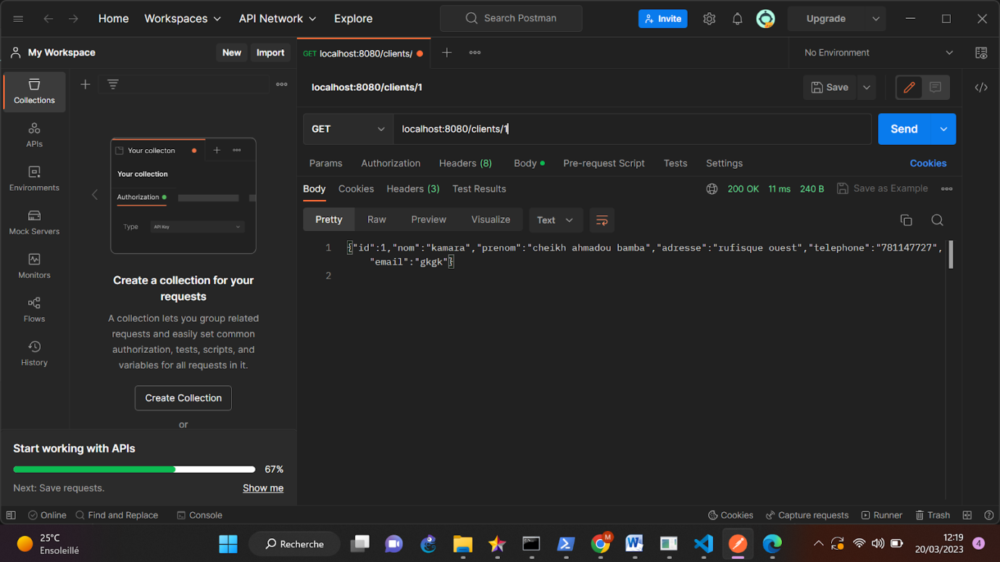 Home Workspaces API Network Explore Search Postman Invite Upgrade
My Workspace New Import GET localhost:8080/clients/ No Environment
Collections
APIs
Environments
Mock Servers
Monitors
Flows
History
Your collecton
Your collection
Authorization
Type API Key
Create a collection for your
requests
A collection lets you group related
requests and easily set common
authorization, tests, scripts, and
variables for all requests in it.
Create Collection
or
Start working with APIs
67%
Next: Save requests. Show me
localhost:8080/clients/1 Save
GET localhost:8080/clients/1 Send
Params Authorization Headers (8) Body Pre-request Script Tests Settings Cookies
Body Cookies Headers (3) Test Results 200 OK 11 ms 240 B Save as Example
Pretty Raw Preview Visualize Text
1 {"id":1,"nom":"kamara","prenom":"cheikh ahmadou bamba","adresse":"rufisque ouest","telephone":"781147727",
"email":"gkgk"}
2
Online Find and Replace Console Cookies Capture requests Runner Trash
25°C
Ensoleillé
Recherche
M
12:19
20/03/2023
4